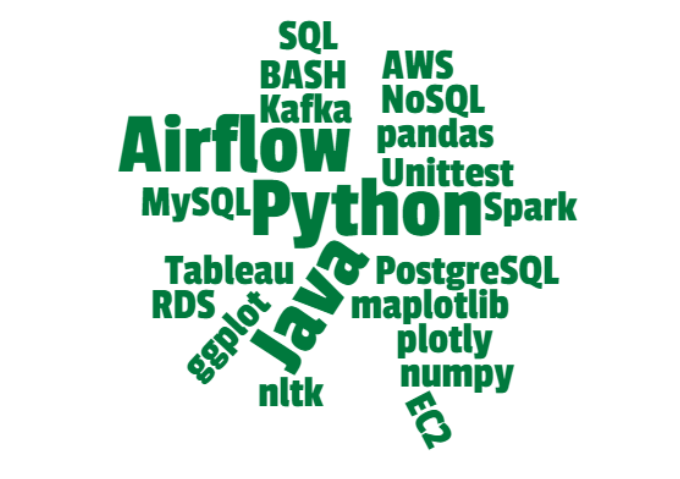 SQL
BASH
AWS
Kafka
NoSQL
Airflow
pandas
Unittest
MySQL
Python
Spark
Tableau
PostgreSQL
RDS
ggplot
Java
maplotlib
plotly
nltk
numpy
EC2